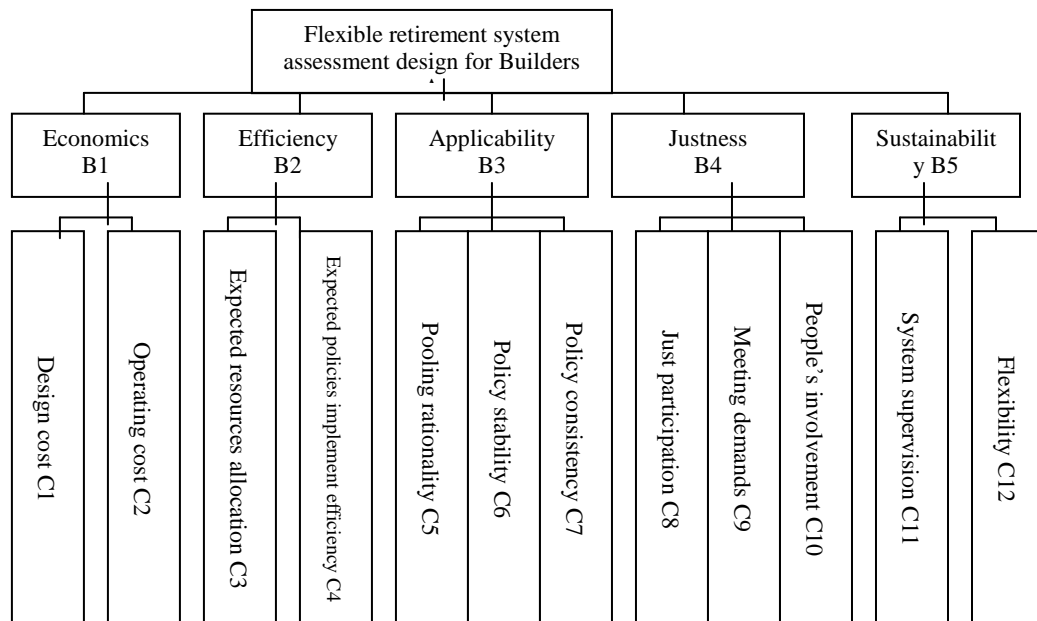 Flexible retirement system
assessment design for Builders
Economics
B1
Efficiency
B2
Applicability
B3
Justness
B4
Sustainabilit
y B5
Design cost C1
Operating cost C2
Expected resources allocation C3
Expected policies implement efficiency C4
Pooling rationality C5
Policy stability C6
Policy consistency C7
Just participation C8
Meeting demands C9
People’s involvement C10
System supervision C11
Flexibility C12